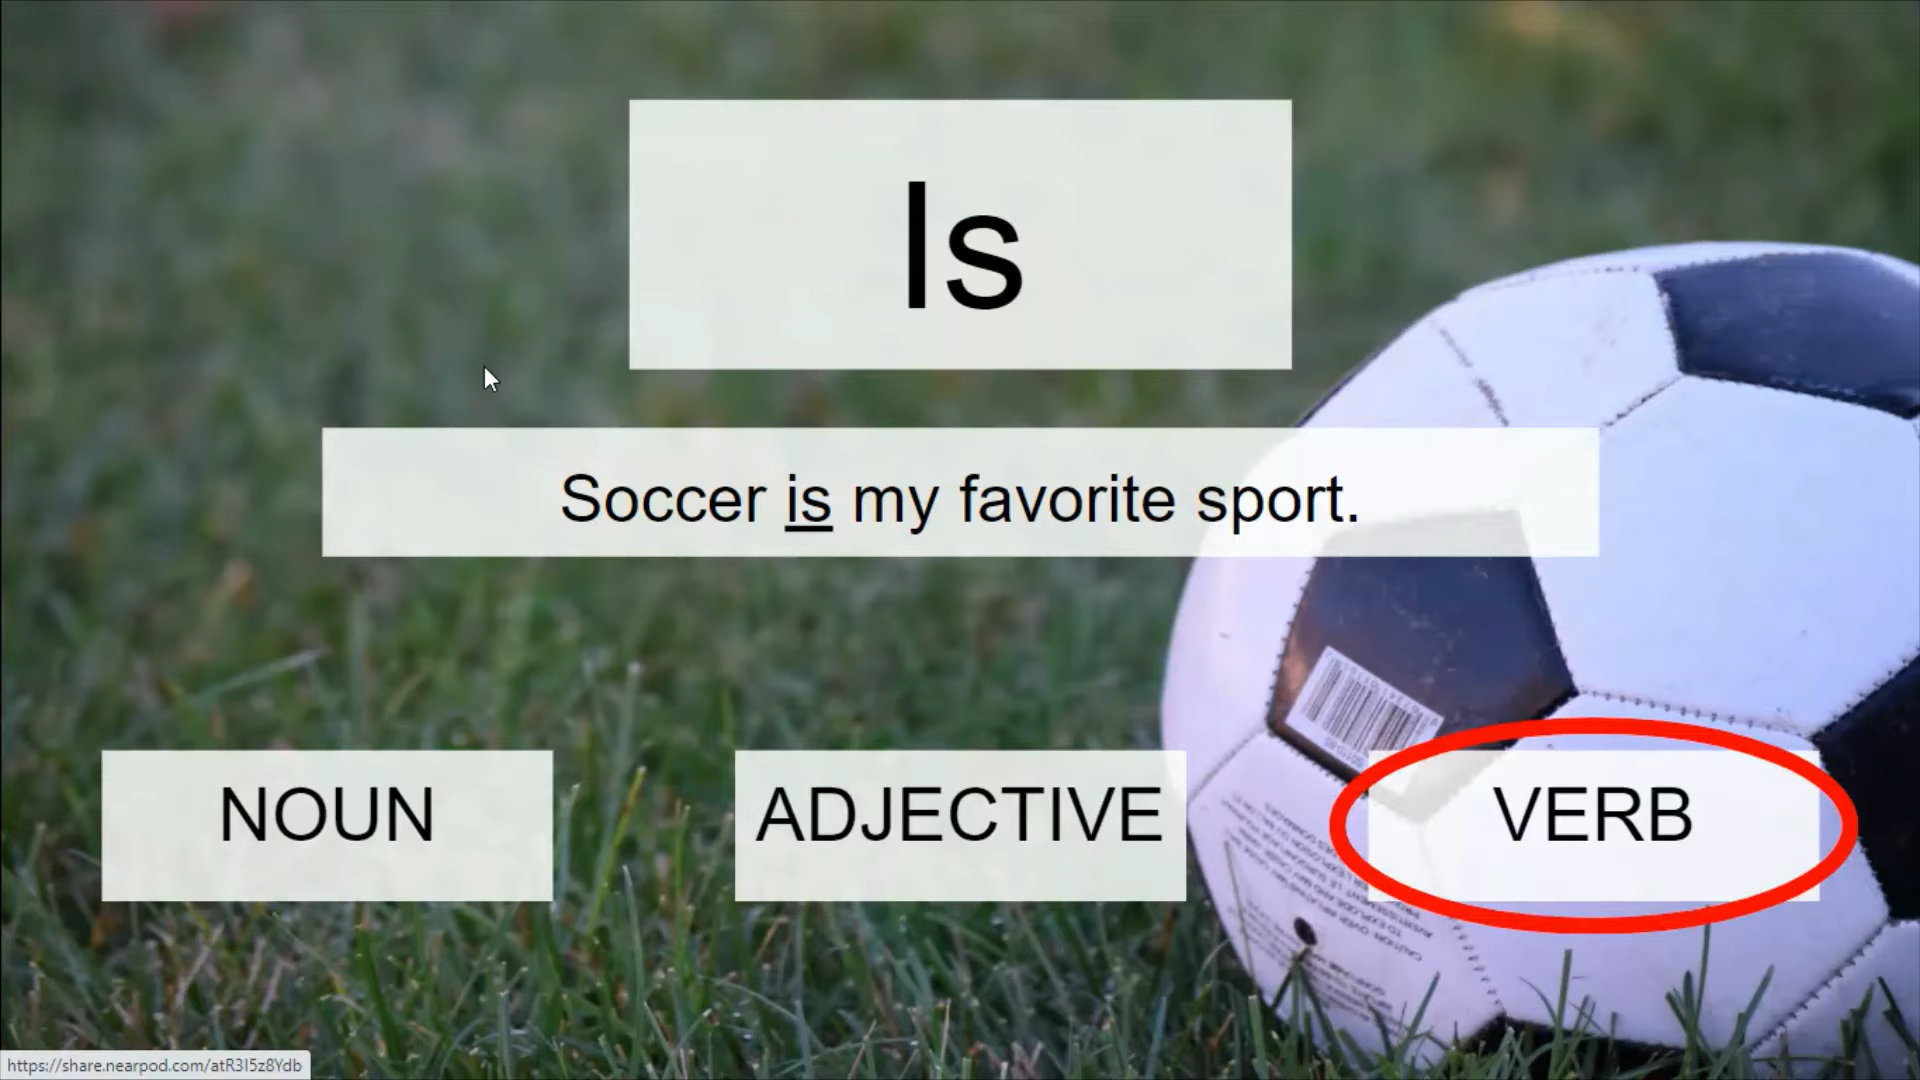 Is
Soccer is my favorite sport.
NOUN
ADJECTIVE
VERB
https://share.nearpod.com/atR3I5z8Ydb